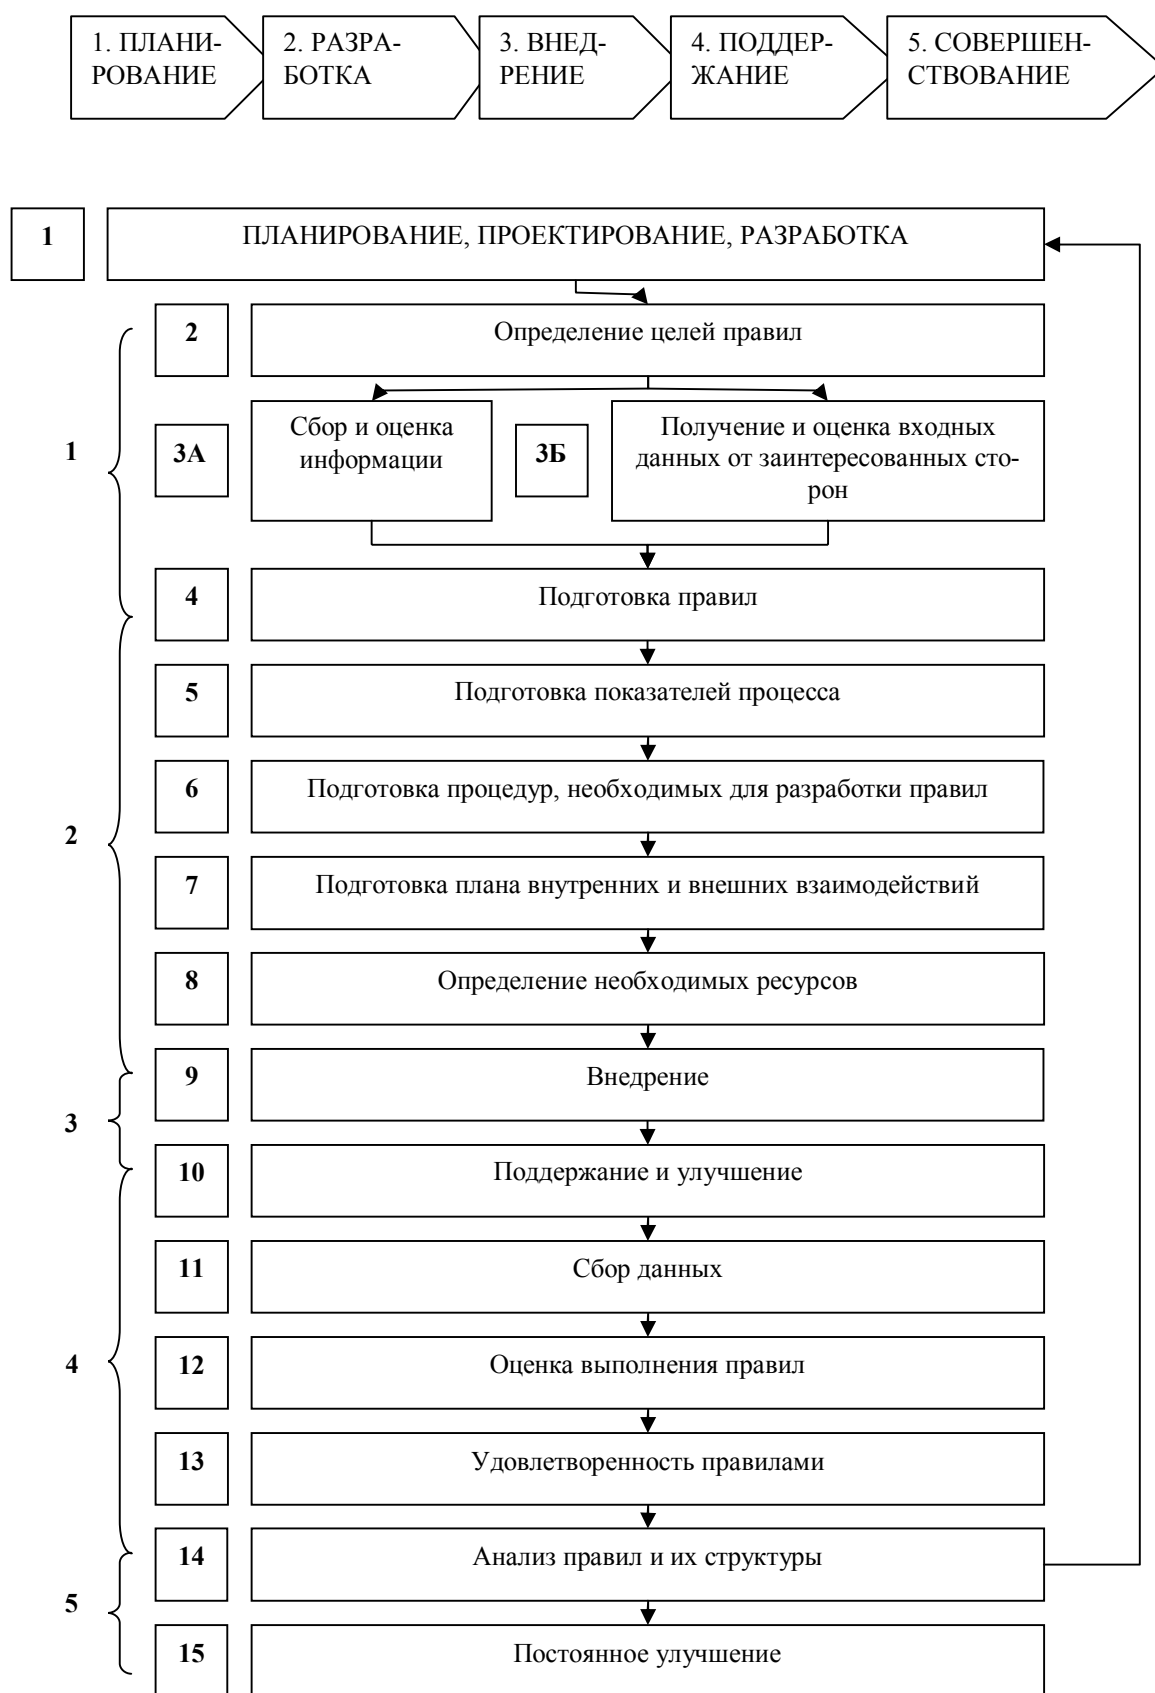 1. ПЛАНИ-
РОВАНИЕ
2. РАЗРА-
БОТКА
3. ВНЕД-
РЕНИЕ
4. ПОДДЕР-
ЖАНИЕ
5. СОВЕРШЕН-
СТВОВАНИЕ
1
ПЛАНИРОВАНИЕ, ПРОЕКТИРОВАНИЕ, РАЗРАБОТКА
2
Определение целей правил
1
3А
Сбор и оценка
информации
3Б
Получение и оценка входных
данных от заинтересованных сто-
рон
4
Подготовка правил
5
Подготовка показателей процесса
6
Подготовка процедур, необходимых для разработки правил
2
7
Подготовка плана внутренних и внешних взаимодействий
8
Определение необходимых ресурсов
9
Внедрение
3
10
Поддержание и улучшение
11
Сбор данных
4
12
Оценка выполнения правил
13
Удовлетворенность правилами
14
Анализ правил и их структуры
5
15
Постоянное улучшение